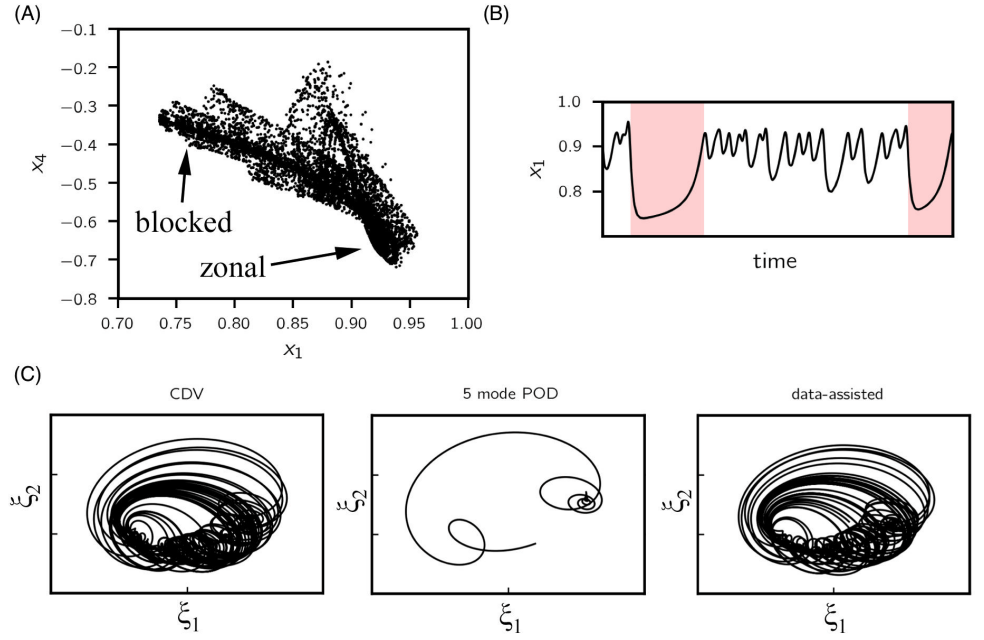 (A)
−0.1
−0.2
−0.3
−0.4
−0.5
−0.6
−0.7
−0.8
x4
blocked
zonal
0.70 0.75 0.80 0.85 0.90 0.95 1.00
x1
(B)
1.0
0.9
0.8
x1
time
(C)
CDV
ξ2
ξ1
5 mode POD
ξ2
ξ1
data-assisted
ξ2
ξ1